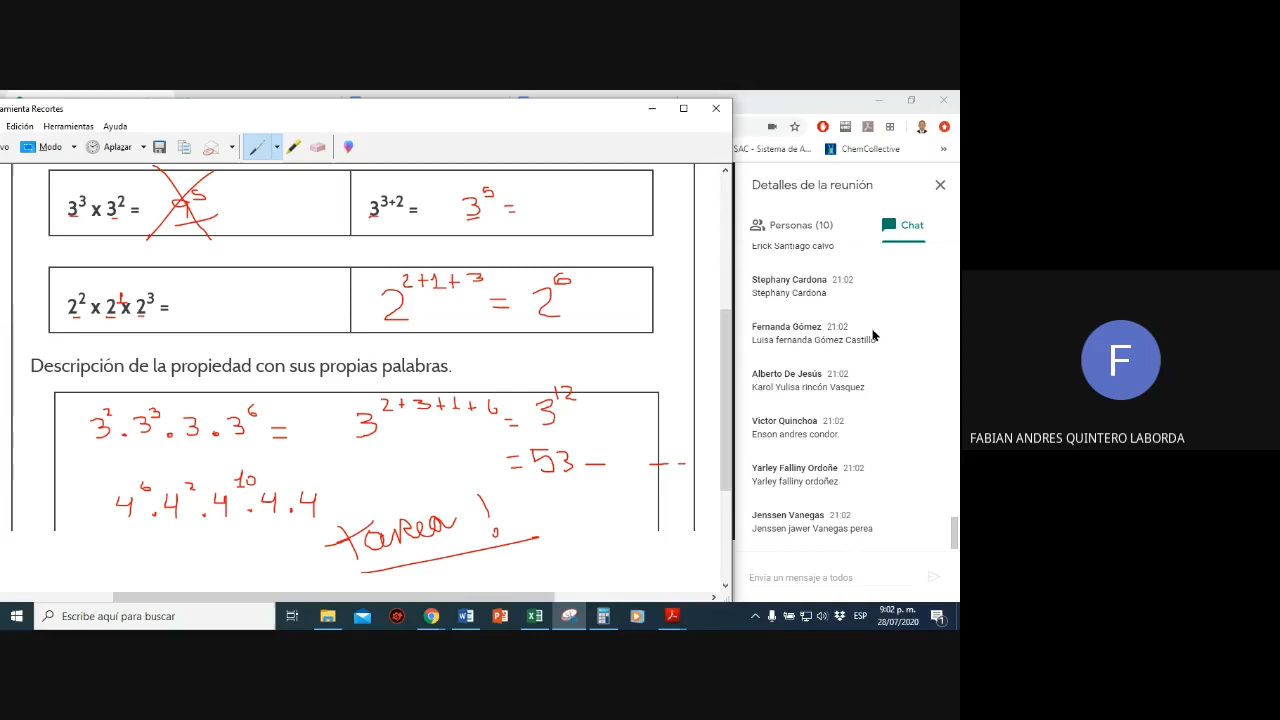 amienta Recortes
Edición Herramientas Ayuda
vo Modo Aplazar
3³ x 3² = 9⁵
3³⁺² = 3⁵ =
2² x 2¹ x 2³ =
2²⁺¹⁺³ = 2⁶
Descripción de la propiedad con sus propias palabras.
3² . 3³ . 3 . 3⁶ = 3²⁺³⁺¹⁺⁶ = 3¹²
= 53 – – –
4⁶ . 4² . 4¹⁰ . 4 . 4
Tarea !
SAC - Sistema de A...
ChemCollective
»
Detalles de la reunión
Personas (10) Chat
Erick Santiago calvo
Stephany Cardona 21:02
Stephany Cardona
Fernanda Gómez 21:02
Luisa fernanda Gómez Castillo
Alberto De Jesús 21:02
Karol Yulisa rincón Vasquez
Victor Quinchoa 21:02
Enson andres condor.
Yarley Falliny Ordoñe 21:02
Yarley falliny ordoñez
Jenssen Vanegas 21:02
Jenssen jawer Vanegas perea
Envía un mensaje a todos
F
FABIAN ANDRES QUINTERO LABORDA
Escribe aquí para buscar
ESP
9:02 p. m.
28/07/2020
1